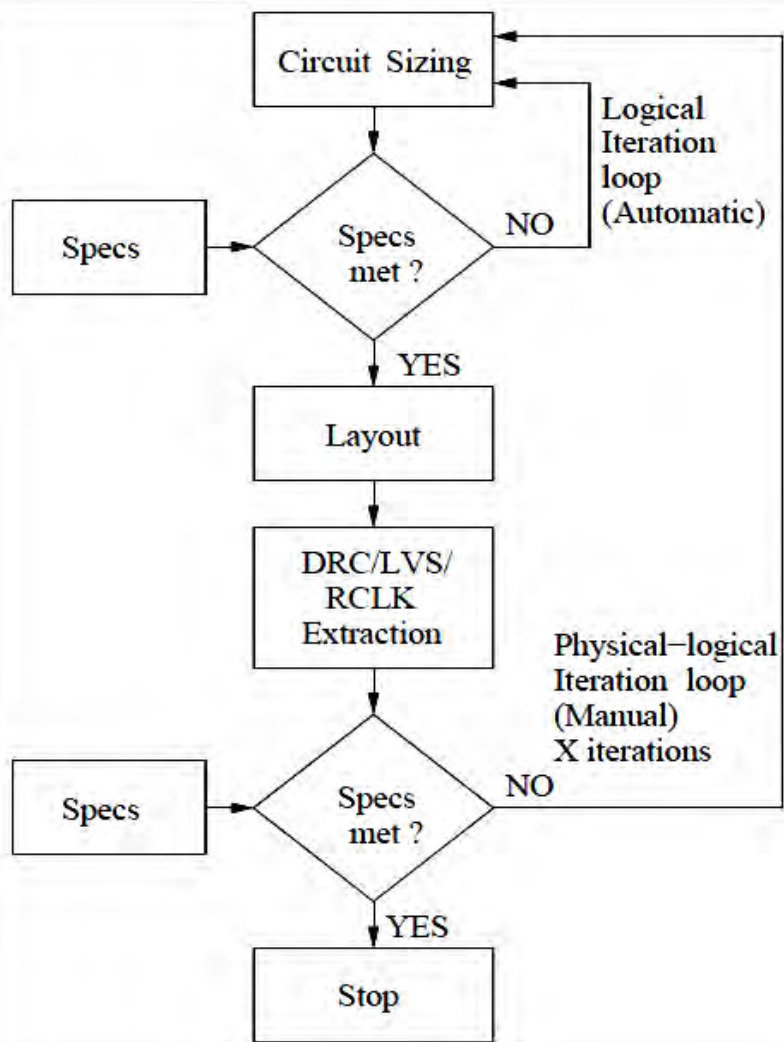 Circuit Sizing
Logical
Iteration
loop
(Automatic)
Specs
Specs
met ?
NO
YES
Layout
DRC/LVS/
RCLK
Extraction
Physical−logical
Iteration loop
(Manual)
X iterations
Specs
Specs
met ?
NO
YES
Stop